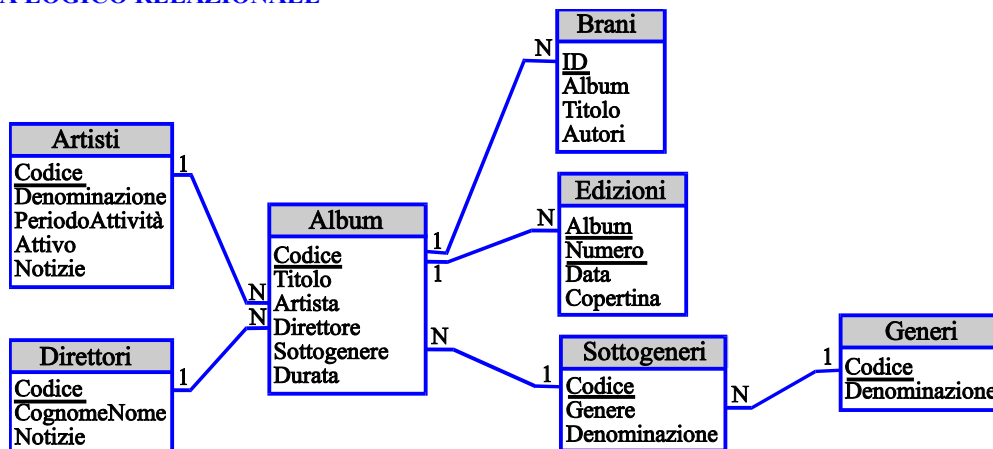 A LOGICO RELAZIONALE
Brani
ID
Album
Titolo
Autori
N
Artisti
Codice
Denominazione
PeriodoAttività
Attivo
Notizie
1
Edizioni
Album
Numero
Data
Copertina
N
Album
Codice
Titolo
Artista
Direttore
Sottogenere
Durata
1
1
N
N
N
Direttori
Codice
CognomeNome
Notizie
1
Sottogeneri
Codice
Genere
Denominazione
1
N
Generi
Codice
Denominazione
1